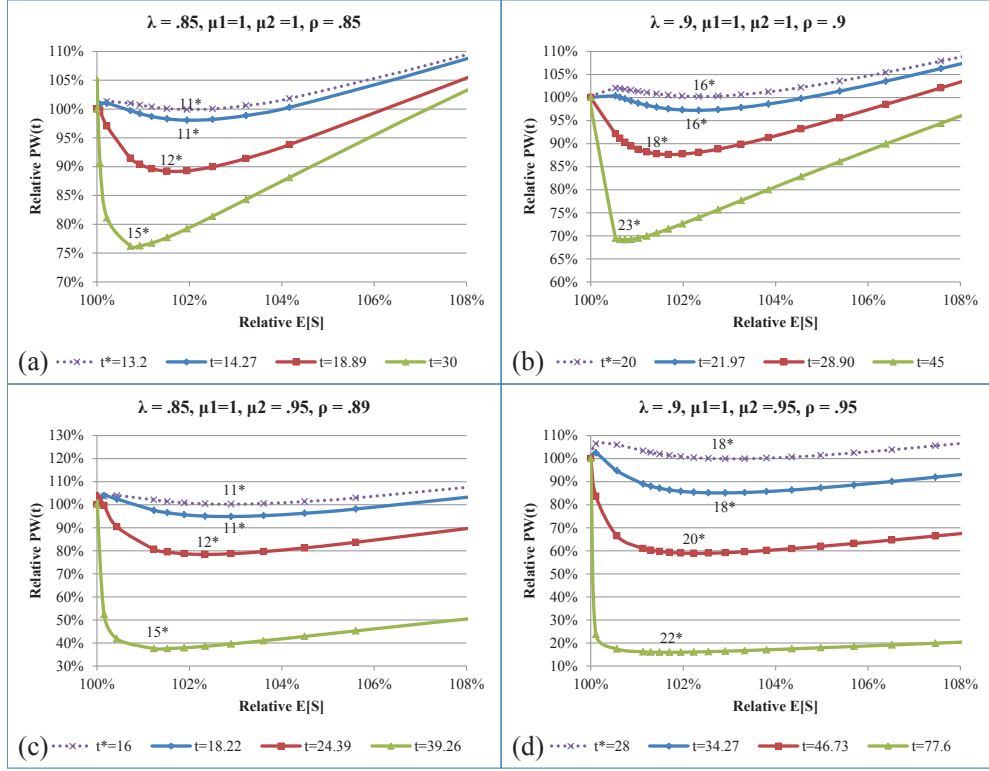 λ = .85, μ1=1, μ2 =1, ρ = .85
110%
105%
100%
95%
90%
85%
80%
75%
70%
Relative PW(t)
11*
11*
12*
15*
100% 102% 104% 106% 108%
Relative E[S]
(a) t*=13.2 t=14.27 t=18.89 t=30
λ = .9, μ1=1, μ2 =1, ρ = .9
110%
105%
100%
95%
90%
85%
80%
75%
70%
65%
60%
Relative PW(t)
16*
16*
18*
23*
100% 102% 104% 106% 108%
Relative E[S]
(b) t*=20 t=21.97 t=28.90 t=45
λ = .85, μ1=1, μ2 = .95, ρ = .89
130%
120%
110%
100%
90%
80%
70%
60%
50%
40%
30%
Relative PW(t)
11*
11*
12*
15*
100% 102% 104% 106% 108%
Relative E[S]
(c) t*=16 t=18.22 t=24.39 t=39.26
λ = .9, μ1=1, μ2 =.95, ρ = .95
110%
100%
90%
80%
70%
60%
50%
40%
30%
20%
10%
Relative PW(t)
18*
18*
20*
22*
100% 102% 104% 106% 108%
Relative E[S]
(d) t*=28 t=34.27 t=46.73 t=77.6